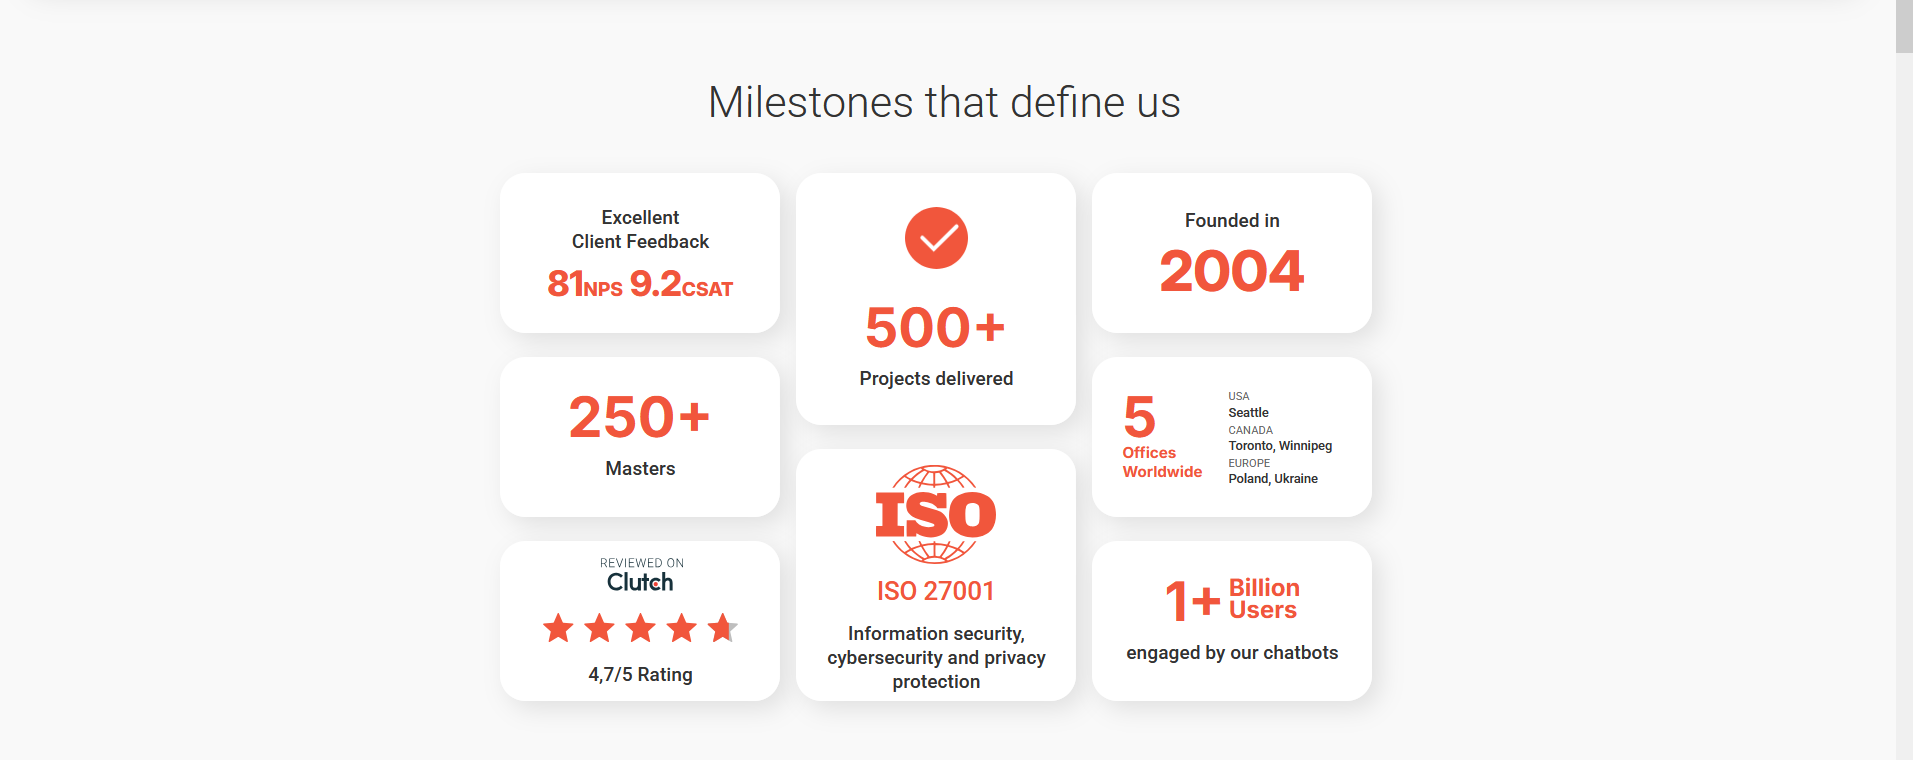 Milestones that define us
Excellent
Client Feedback
81NPS 9.2CSAT
500+
Projects delivered
Founded in
2004
250+
Masters
5
Offices
Worldwide
USA
Seattle
CANADA
Toronto, Winnipeg
EUROPE
Poland, Ukraine
REVIEWED ON
Clutch
4,7/5 Rating
ISO
ISO 27001
Information security,
cybersecurity and privacy
protection
1+ Billion
Users
engaged by our chatbots